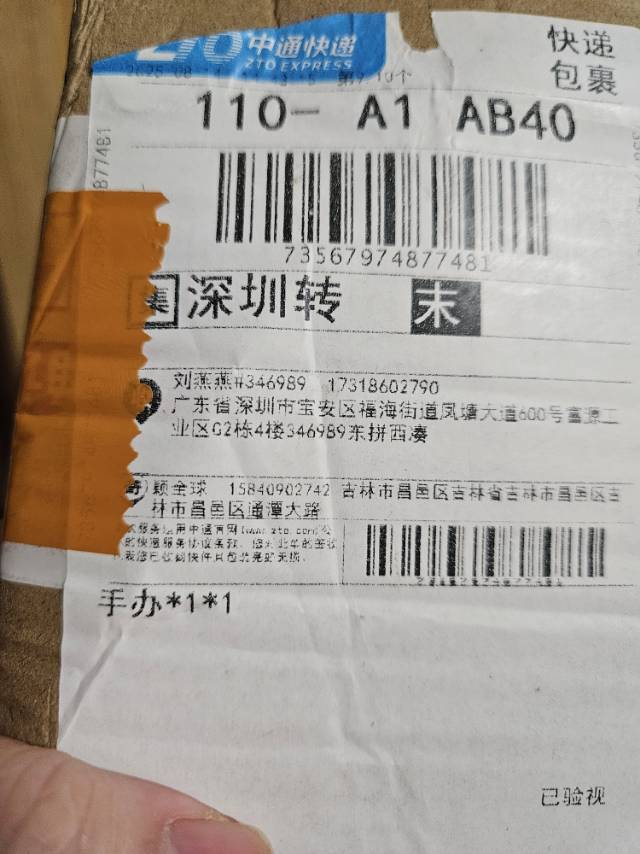 ZTO 中通快递
ZTO EXPRESS
快递
包裹
110- A1 AB40
73567974877481
集 深圳转 末
刘燕燕#346989 17318602790
广东省深圳市宝安区福海街道凤塘大道600号富源工
业区02栋4楼346989东拼西凑
颖全球 15840902742 吉林市昌邑区吉林省吉林市昌邑区吉
林市昌邑区通潭大路
手办*1*1
已验视